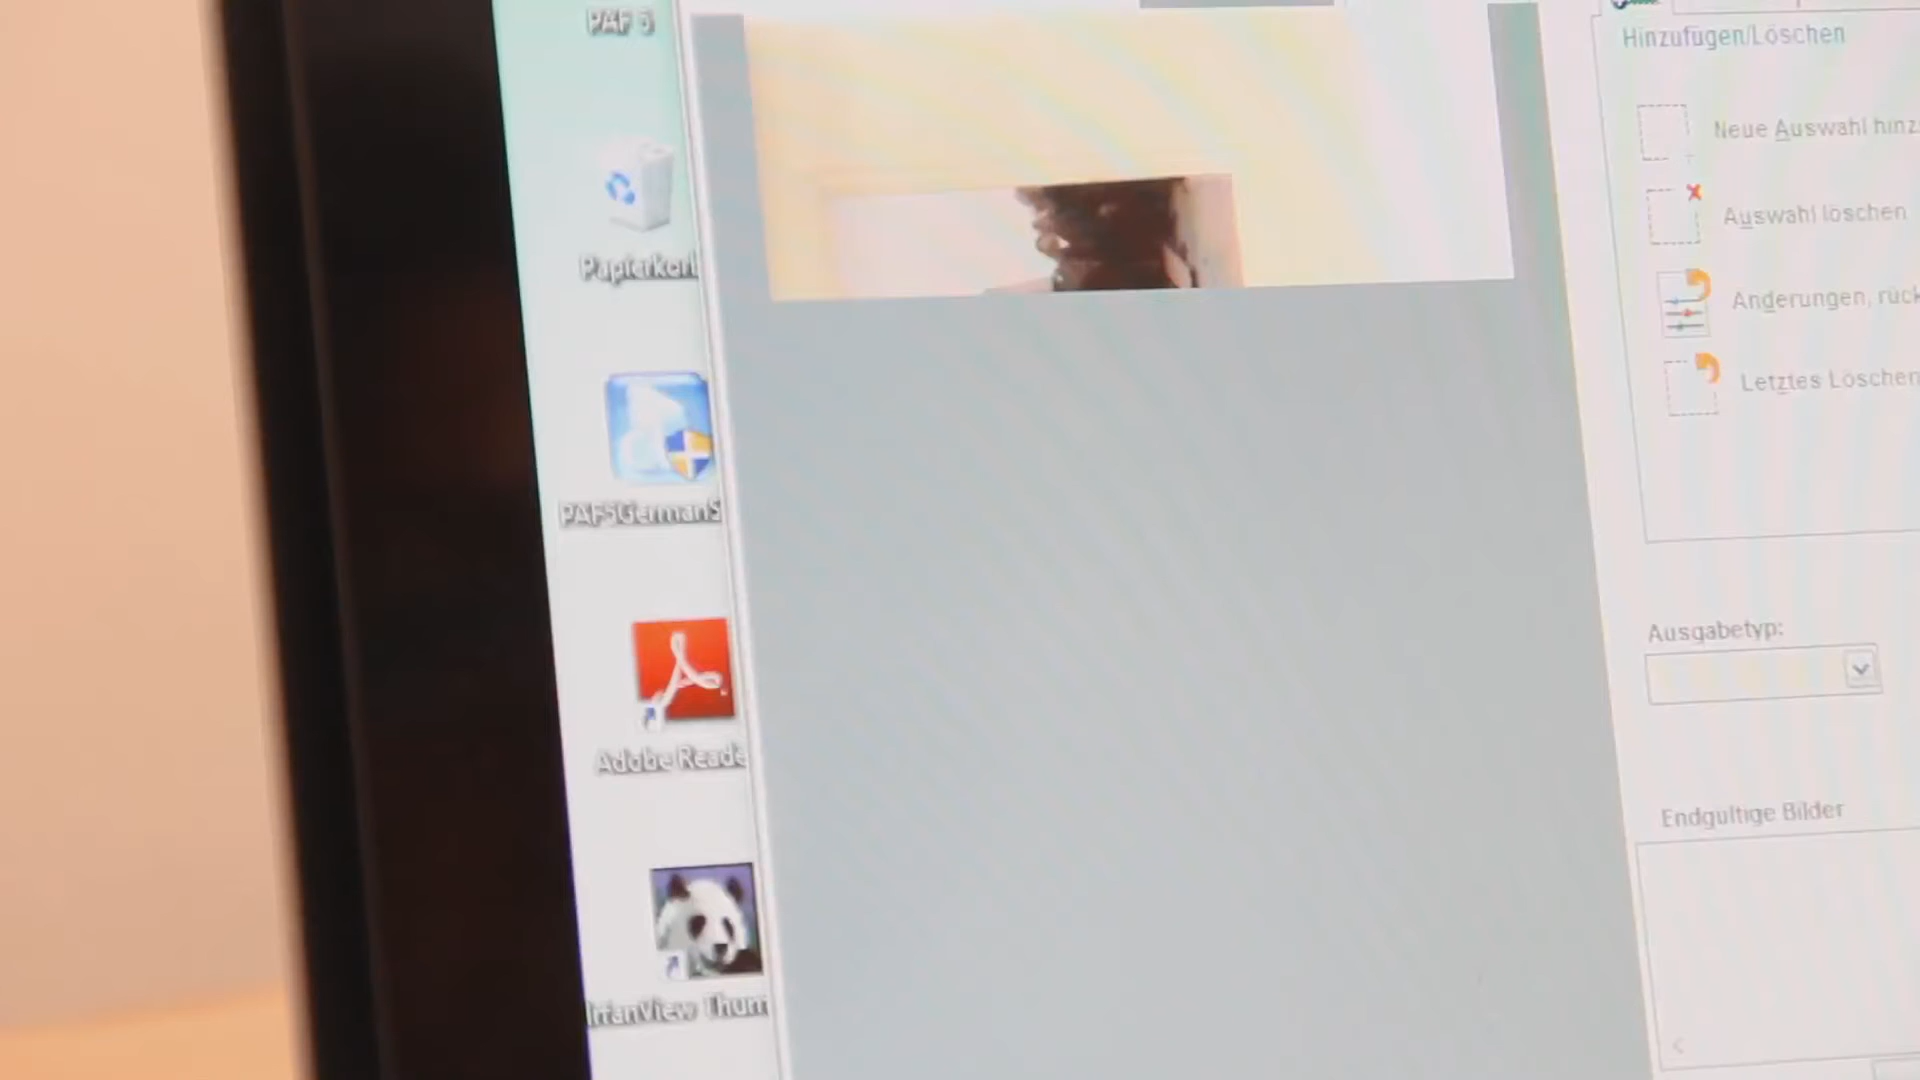 PAF 5
Papierkorb
PAF5GermanS
Adobe Reade
IrfanView Thum
Hinzufügen/Löschen
Neue Auswahl hinz
Auswahl löschen
Änderungen, rück
Letztes Löschen
Ausgabetyp:
Endgültige Bilder